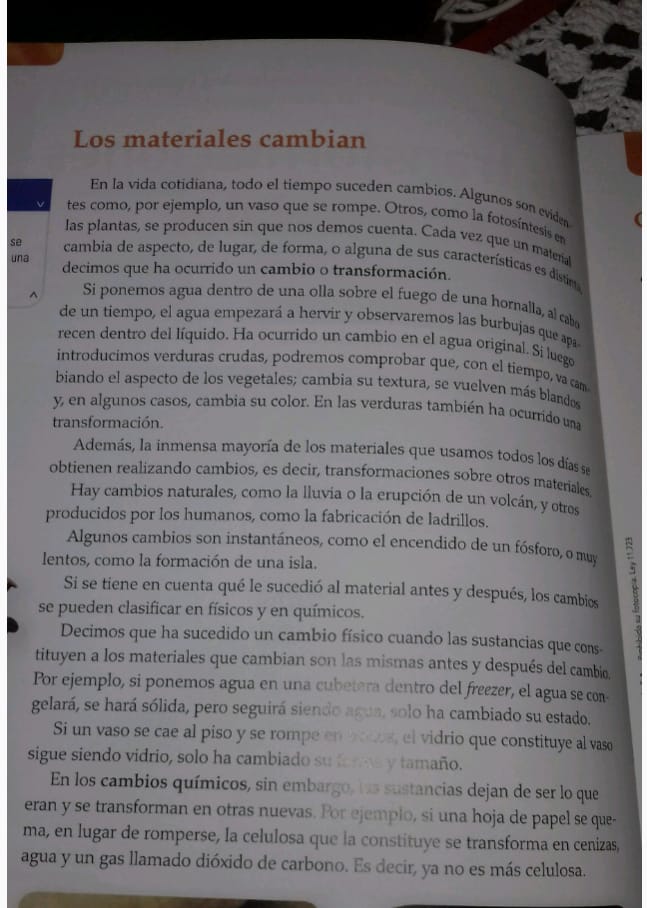 Los materiales cambian
En la vida cotidiana, todo el tiempo suceden cambios. Algunos son eviden-
tes como, por ejemplo, un vaso que se rompe. Otros, como la fotosíntesis en
las plantas, se producen sin que nos demos cuenta. Cada vez que un material
cambia de aspecto, de lugar, de forma, o alguna de sus características es distinta,
decimos que ha ocurrido un cambio o transformación.
Si ponemos agua dentro de una olla sobre el fuego de una hornalla, al cabo
de un tiempo, el agua empezará a hervir y observaremos las burbujas que apa-
recen dentro del líquido. Ha ocurrido un cambio en el agua original. Si luego
introducimos verduras crudas, podremos comprobar que, con el tiempo, va cam-
biando el aspecto de los vegetales; cambia su textura, se vuelven más blandos
y, en algunos casos, cambia su color. En las verduras también ha ocurrido una
transformación.
Además, la inmensa mayoría de los materiales que usamos todos los días se
obtienen realizando cambios, es decir, transformaciones sobre otros materiales.
Hay cambios naturales, como la lluvia o la erupción de un volcán, y otros
producidos por los humanos, como la fabricación de ladrillos.
Algunos cambios son instantáneos, como el encendido de un fósforo, o muy
lentos, como la formación de una isla.
Si se tiene en cuenta qué le sucedió al material antes y después, los cambios
se pueden clasificar en físicos y en químicos.
Decimos que ha sucedido un cambio físico cuando las sustancias que cons-
tituyen a los materiales que cambian son las mismas antes y después del cambio.
Por ejemplo, si ponemos agua en una cubetera dentro del freezer, el agua se con-
gelará, se hará sólida, pero seguirá siendo agua, solo ha cambiado su estado.
Si un vaso se cae al piso y se rompe en el vidrio que constituye al vaso
sigue siendo vidrio, solo ha cambiado su forma y tamaño.
En los cambios químicos, sin embargo, las sustancias dejan de ser lo que
eran y se transforman en otras nuevas. Por ejemplo, si una hoja de papel se que-
ma, en lugar de romperse, la celulosa que la constituye se transforma en cenizas,
agua y un gas llamado dióxido de carbono. Es decir, ya no es más celulosa.
se
una
Prohibida su fotocopia. Ley 11.723